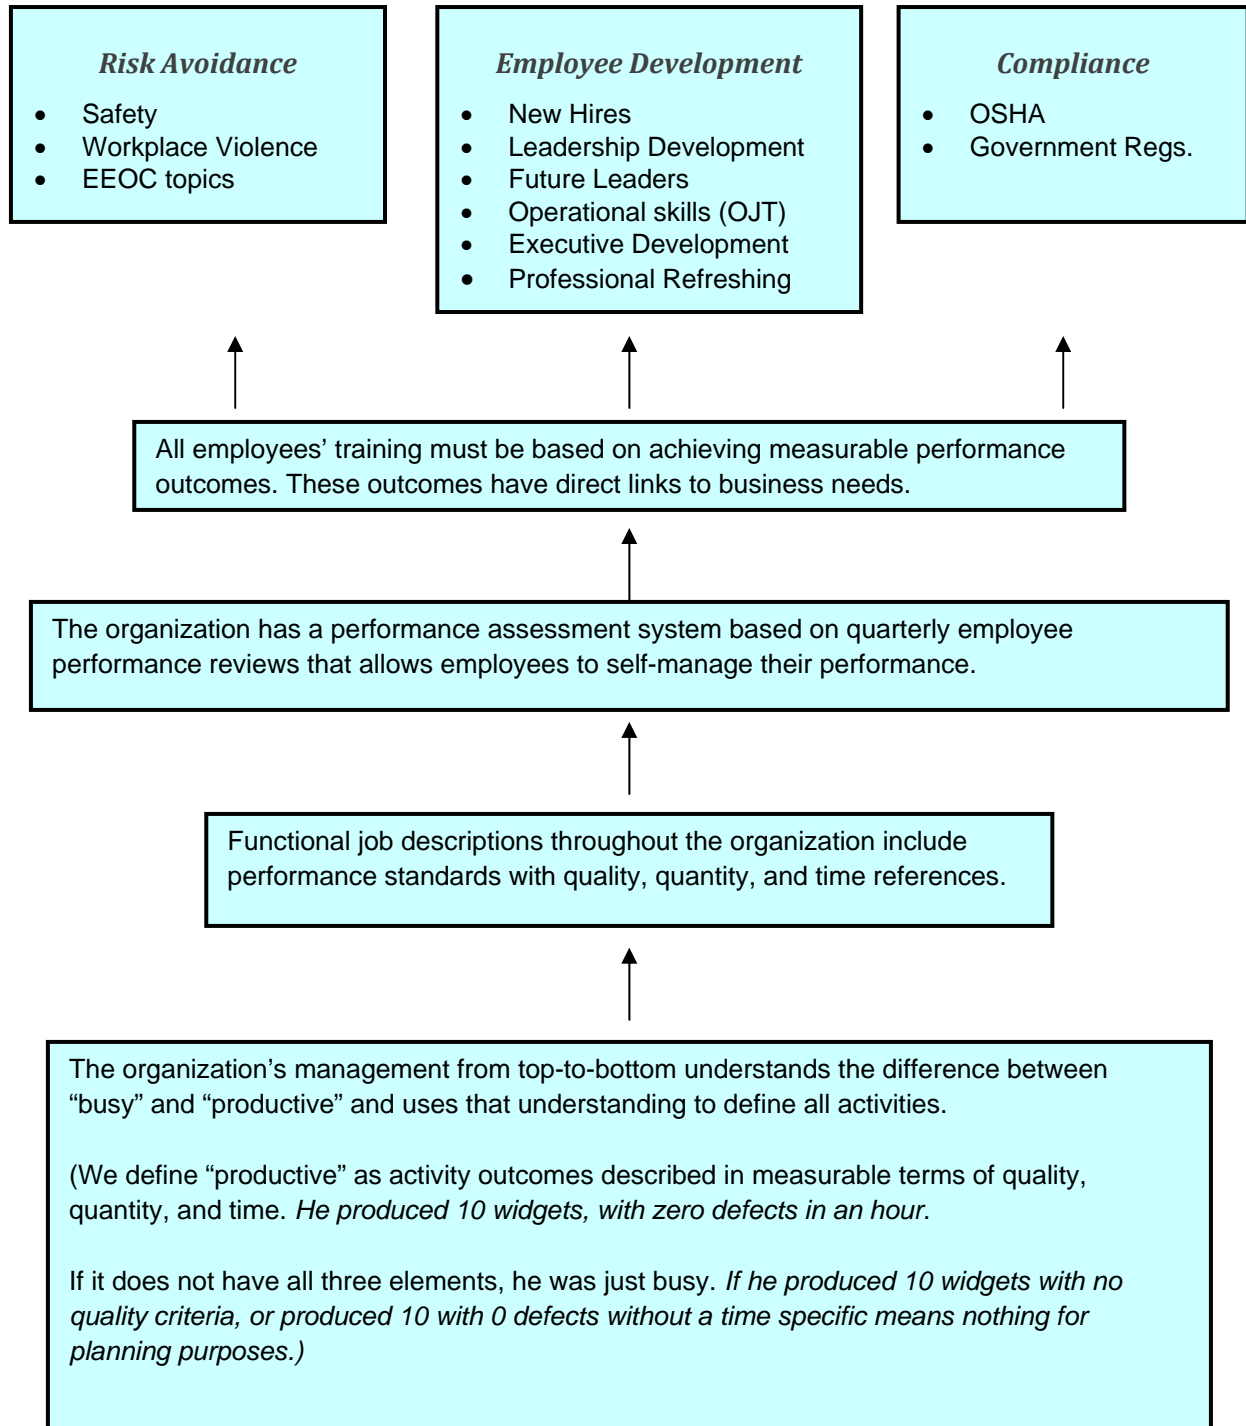 Risk Avoidance
• Safety
• Workplace Violence
• EEOC topics
Employee Development
• New Hires
• Leadership Development
• Future Leaders
• Operational skills (OJT)
• Executive Development
• Professional Refreshing
Compliance
• OSHA
• Government Regs.
All employees’ training must be based on achieving measurable performance
outcomes. These outcomes have direct links to business needs.
The organization has a performance assessment system based on quarterly employee
performance reviews that allows employees to self-manage their performance.
Functional job descriptions throughout the organization include
performance standards with quality, quantity, and time references.
The organization’s management from top-to-bottom understands the difference between
“busy” and “productive” and uses that understanding to define all activities.
(We define “productive” as activity outcomes described in measurable terms of quality,
quantity, and time. He produced 10 widgets, with zero defects in an hour.
If it does not have all three elements, he was just busy. If he produced 10 widgets with no
quality criteria, or produced 10 with 0 defects without a time specific means nothing for
planning purposes.)